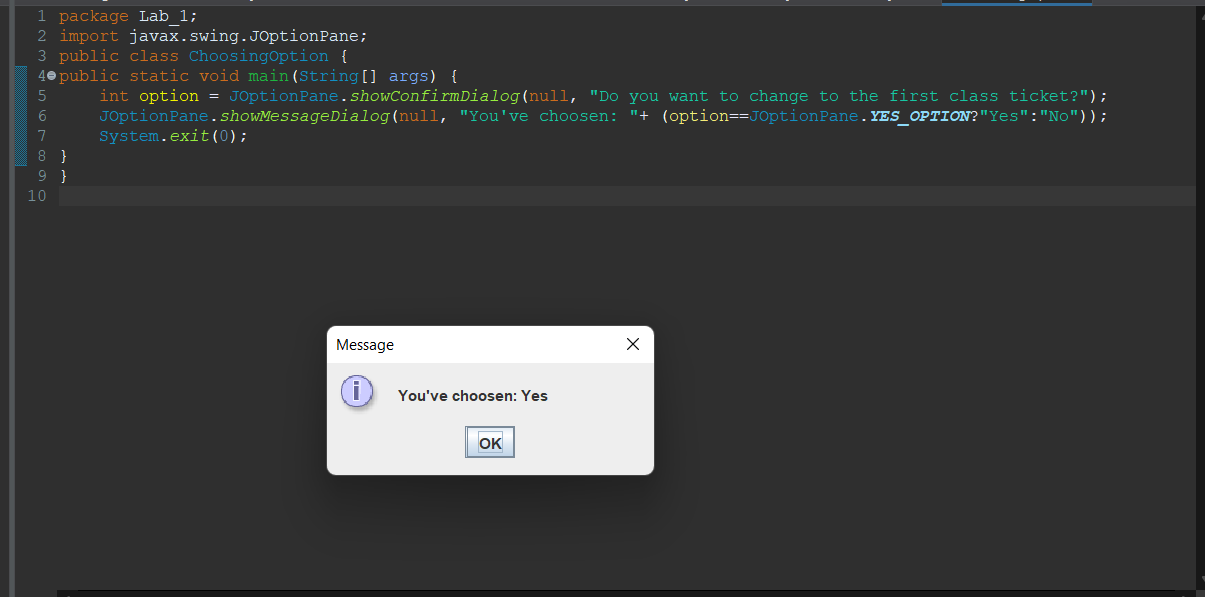 1 package Lab_1;
2 import javax.swing.JOptionPane;
3 public class ChoosingOption {
4 public static void main(String[] args) {
5 int option = JOptionPane.showConfirmDialog(null, "Do you want to change to the first class ticket?");
6 JOptionPane.showMessageDialog(null, "You've choosen: "+ (option==JOptionPane.YES_OPTION?"Yes":"No"));
7 System.exit(0);
8 }
9 }
10
Message
i
You've choosen: Yes
OK